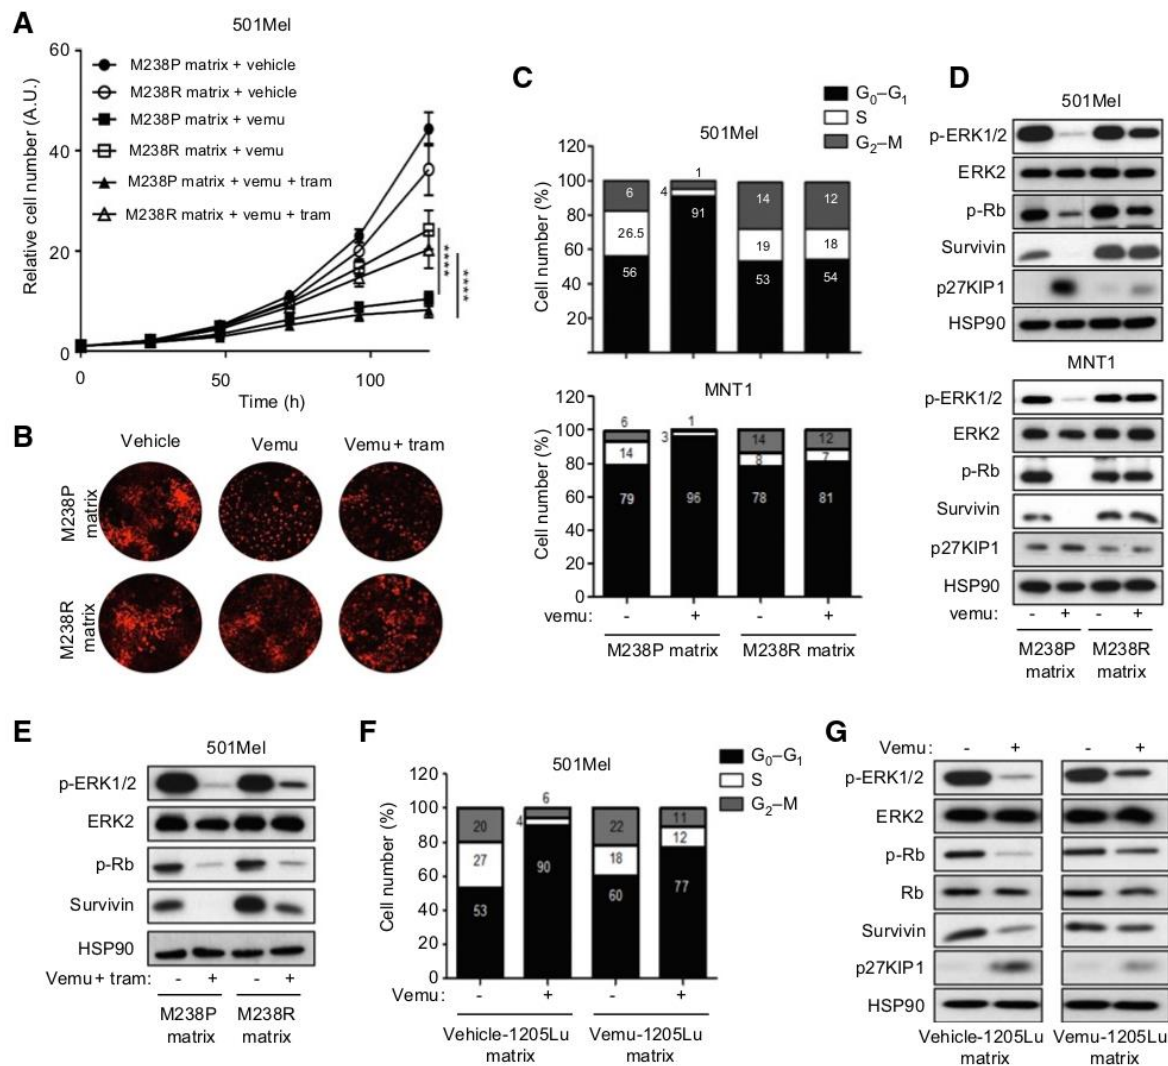 A
501Mel
60
40
20
0
Relative cell number (A.U.)
M238P matrix + vehicle
M238R matrix + vehicle
M238P matrix + vemu
M238R matrix + vemu
M238P matrix + vemu + tram
M238R matrix + vemu + tram
****
****
0 50 100
Time (h)
B
Vehicle Vemu Vemu + tram
M238P matrix
M238R matrix
C
G0–G1
S
G2–M
501Mel
Cell number (%)
120
100
80
60
40
20
6 1 14 12
26.5 4 19 18
56 91 53 54
MNT1
Cell number (%)
120
100
80
60
40
20
0
6 1 14 12
14 3 8 7
79 96 78 81
vemu: - + - +
M238P matrix M238R matrix
D
501Mel
p-ERK1/2
ERK2
p-Rb
Survivin
p27KIP1
HSP90
MNT1
p-ERK1/2
ERK2
p-Rb
Survivin
p27KIP1
HSP90
vemu: - + - +
M238P matrix
M238R matrix
E
501Mel
p-ERK1/2
ERK2
p-Rb
Survivin
HSP90
Vemu + tram: - + - +
M238P matrix
M238R matrix
F
501Mel
G0–G1
S
G2–M
Cell number (%)
120
100
80
60
40
20
0
20 6 22 11
27 4 18 12
53 90 60 77
Vemu: - + - +
Vehicle-1205Lu matrix
Vemu-1205Lu matrix
G
Vemu: - + - +
p-ERK1/2
ERK2
p-Rb
Rb
Survivin
p27KIP1
HSP90
Vehicle-1205Lu matrix
Vemu-1205Lu matrix